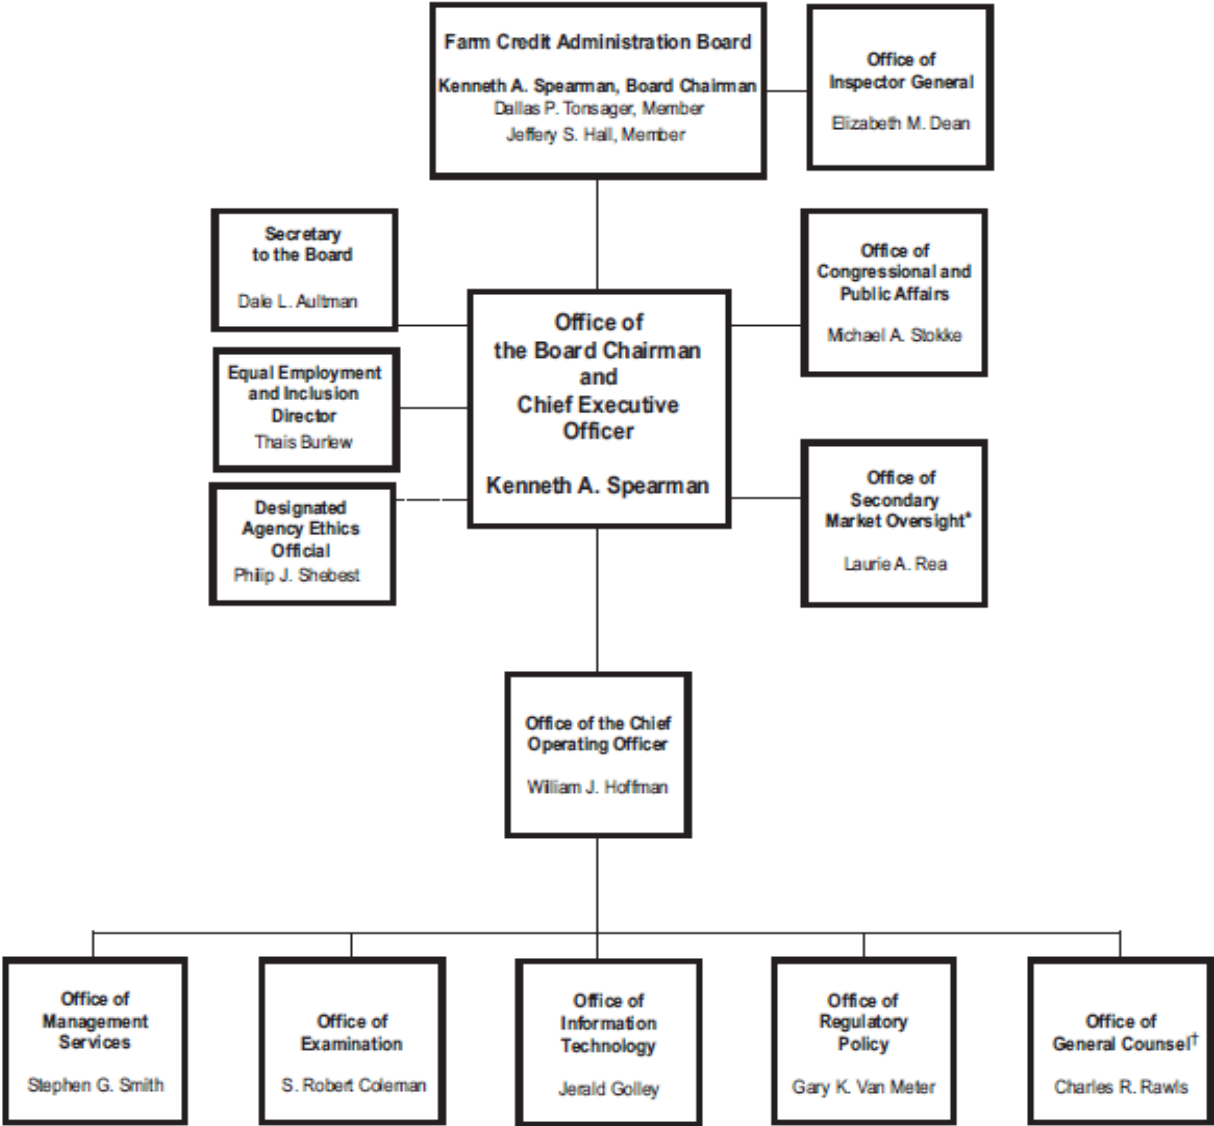 Farm Credit Administration Board
Kenneth A. Spearman, Board Chairman
Dallas P. Tonsager, Member
Jeffery S. Hall, Member
Office of
Inspector General
Elizabeth M. Dean
Secretary
to the Board
Dale L. Aultman
Equal Employment
and Inclusion
Director
Thais Burlew
Designated
Agency Ethics
Official
Philip J. Shebest
Office of
the Board Chairman
and
Chief Executive
Officer
Kenneth A. Spearman
Office of
Congressional and
Public Affairs
Michael A. Stokke
Office of
Secondary
Market Oversight*
Laurie A. Rea
Office of the Chief
Operating Officer
William J. Hoffman
Office of
Management
Services
Stephen G. Smith
Office of
Examination
S. Robert Coleman
Office of
Information
Technology
Jerald Golley
Office of
Regulatory
Policy
Gary K. Van Meter
Office of
General Counsel†
Charles R. Rawls